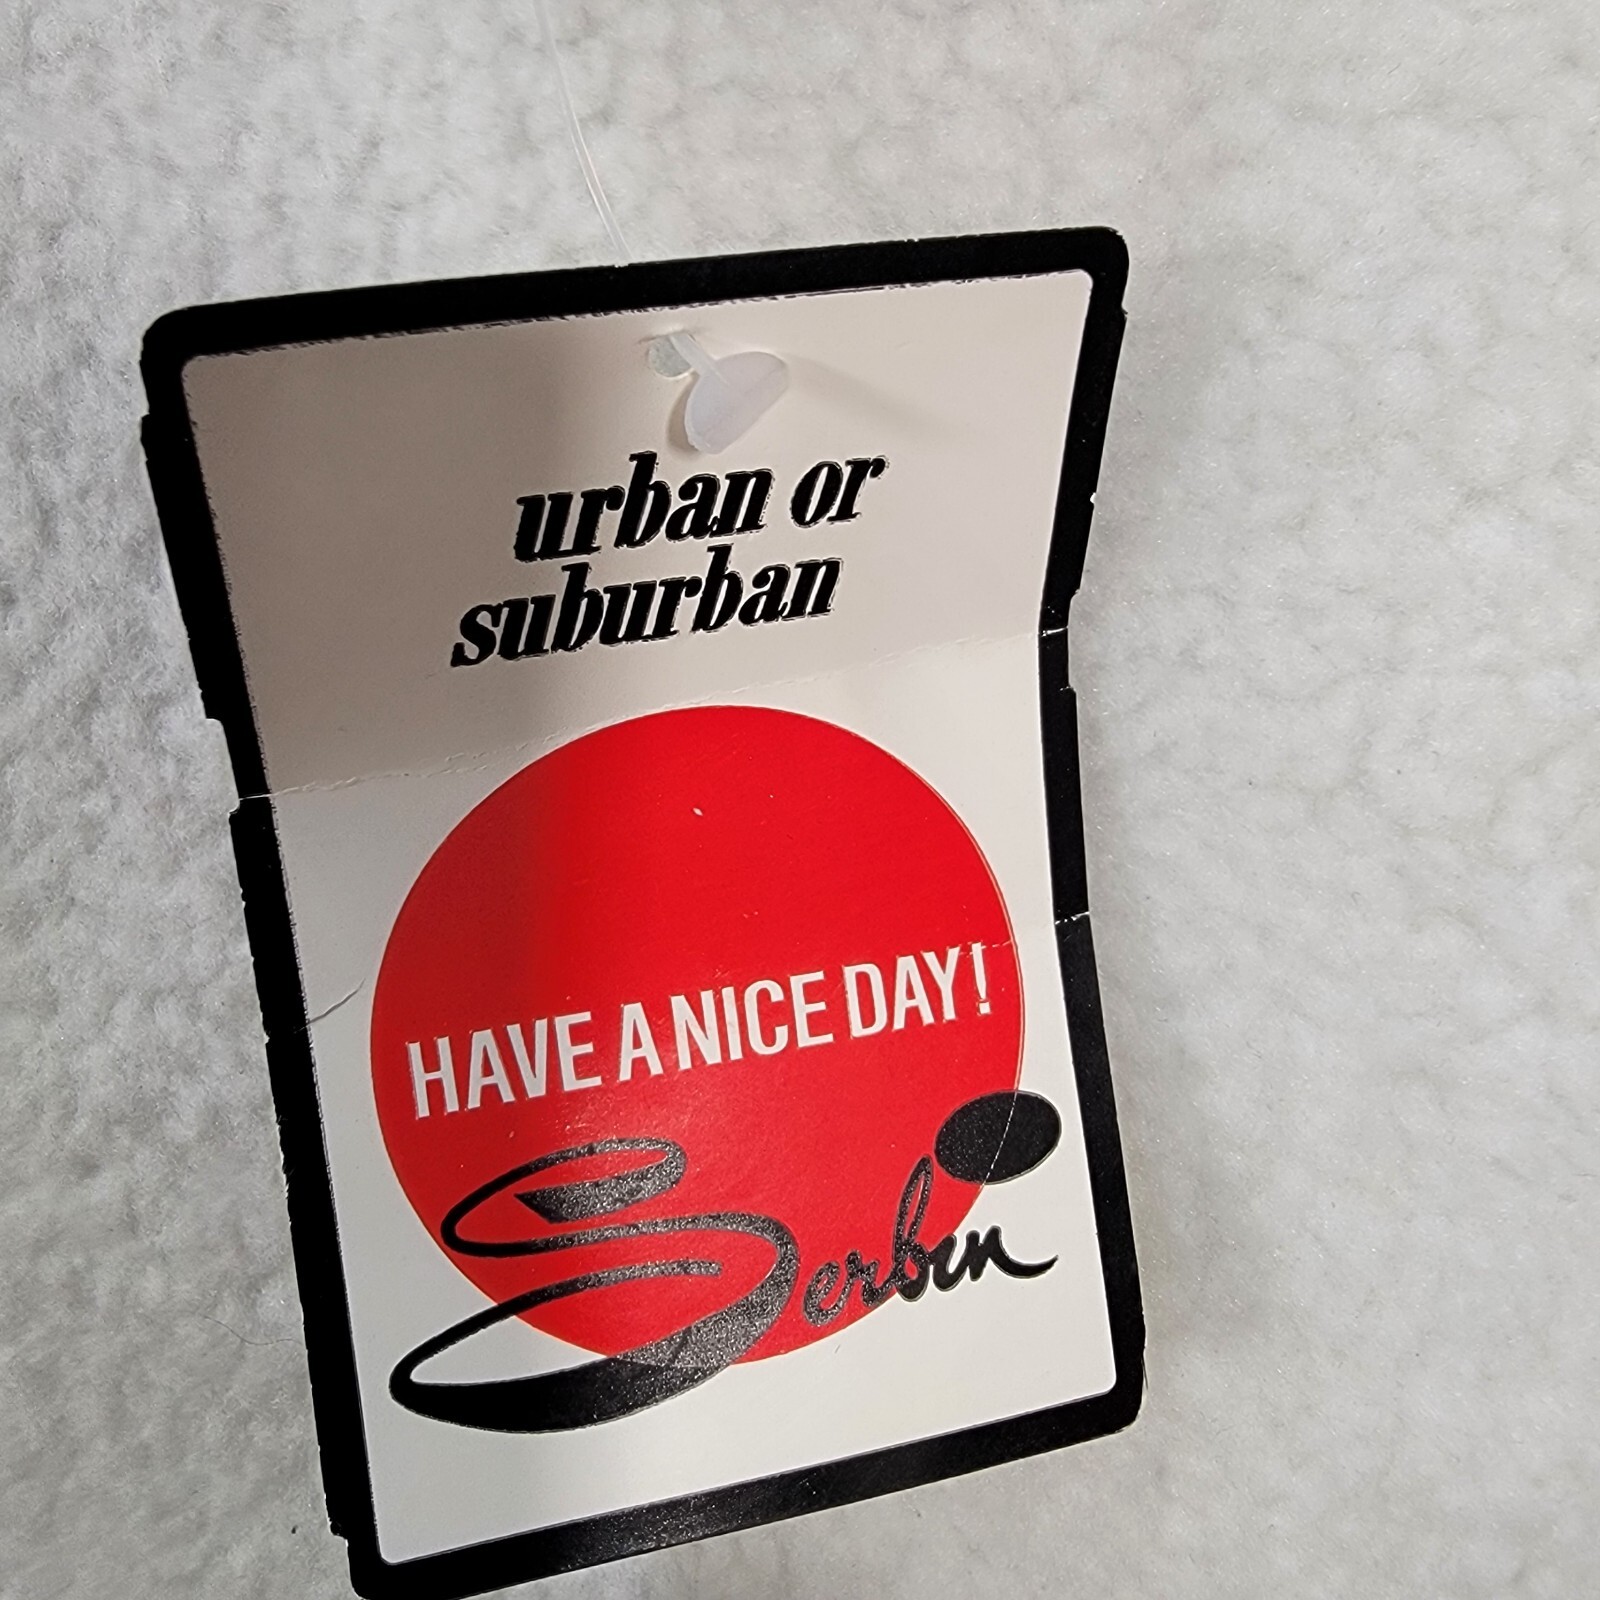 urban or
suburban
HAVE A NICE DAY!
Serbin